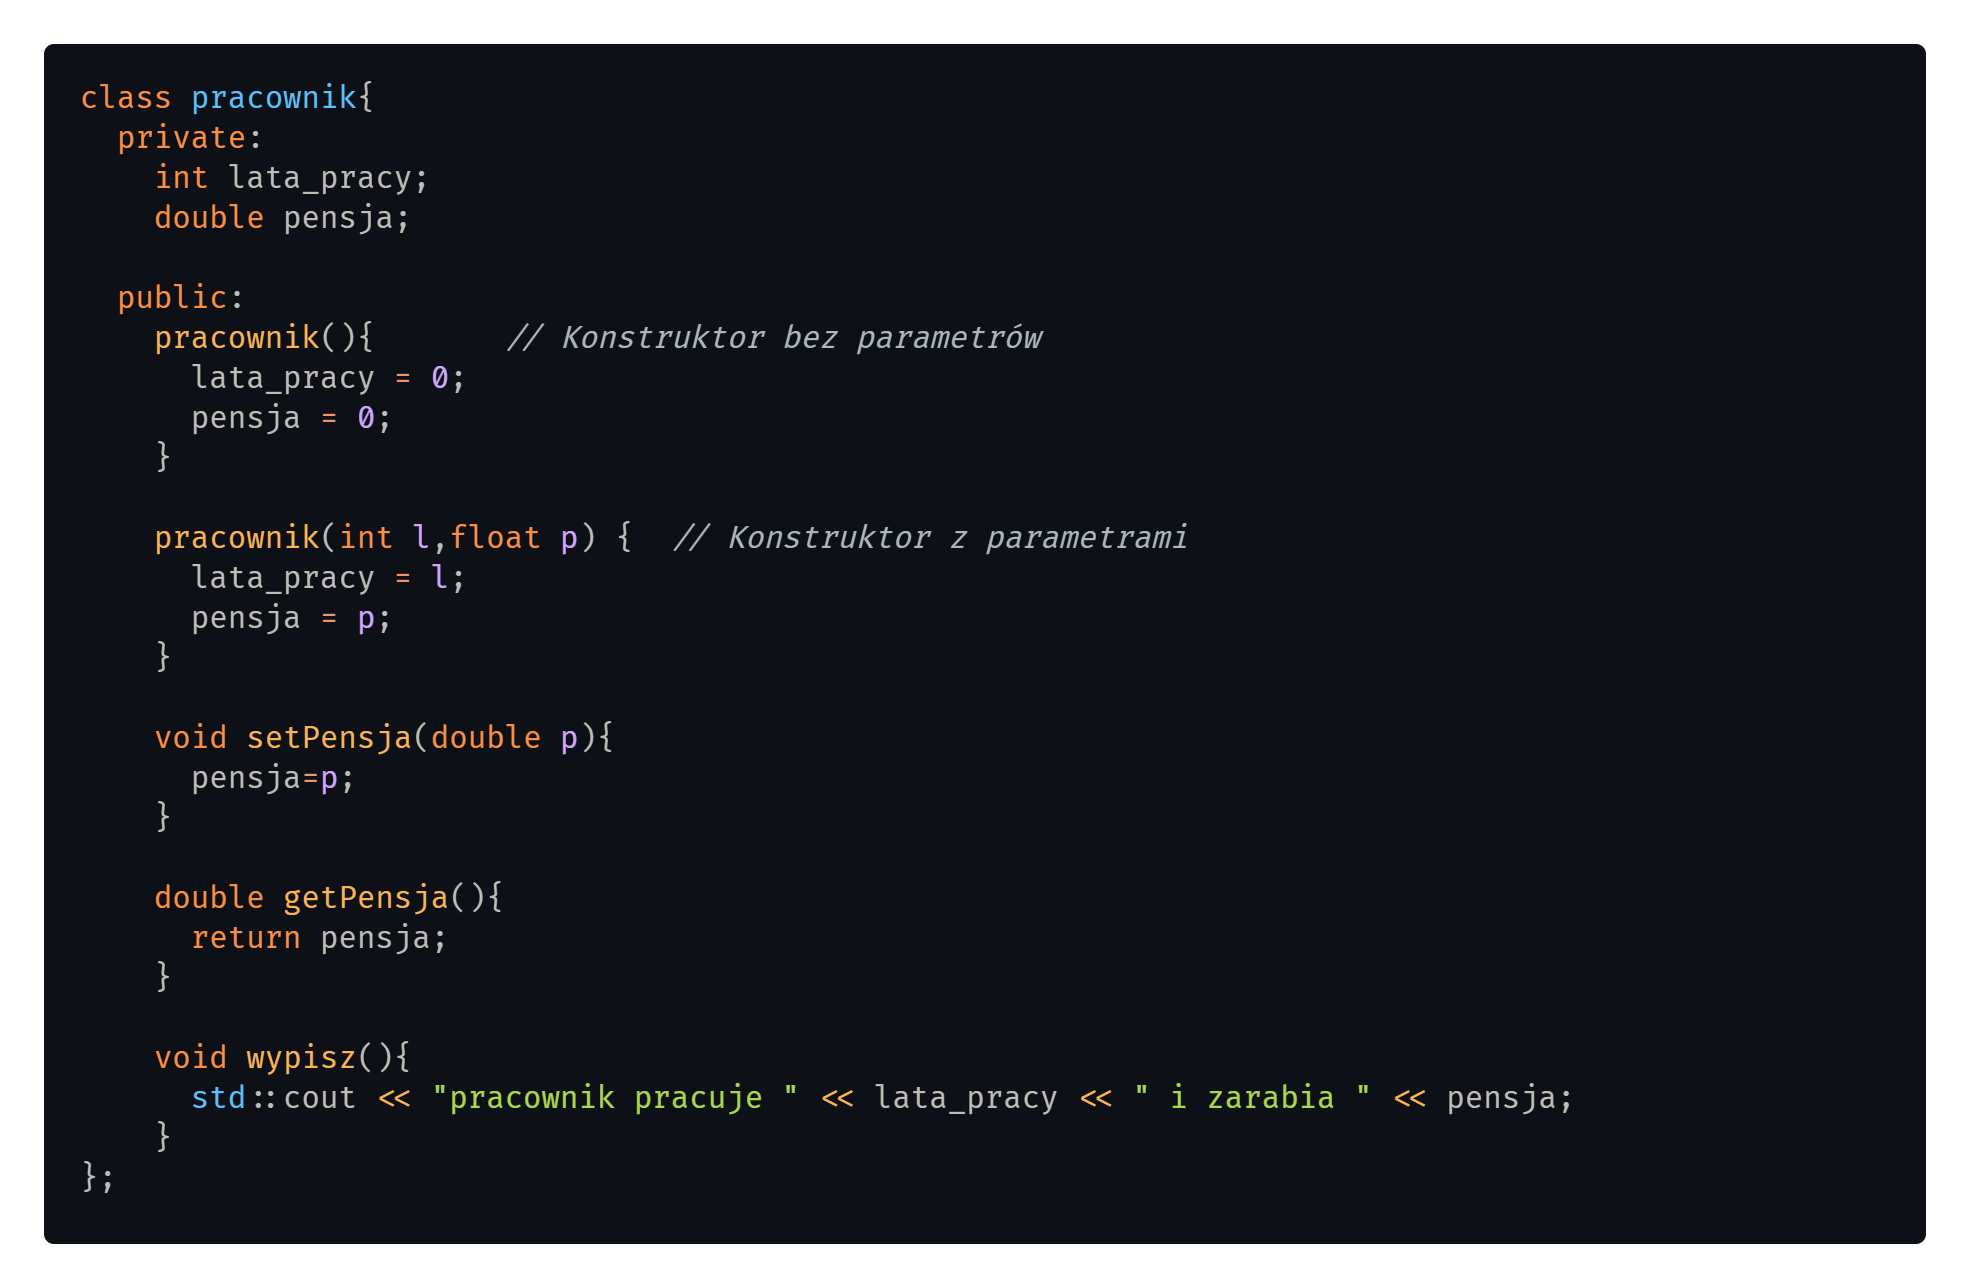 class pracownik{
  private:
    int lata_pracy;
    double pensja;

  public:
    pracownik(){       // Konstruktor bez parametrów
      lata_pracy = 0;
      pensja = 0;
    }

    pracownik(int l,float p) {  // Konstruktor z parametrami
      lata_pracy = l;
      pensja = p;
    }

    void setPensja(double p){
      pensja=p;
    }

    double getPensja(){
      return pensja;
    }

    void wypisz(){
      std::cout << "pracownik pracuje " << lata_pracy << " i zarabia " << pensja;
    }
};